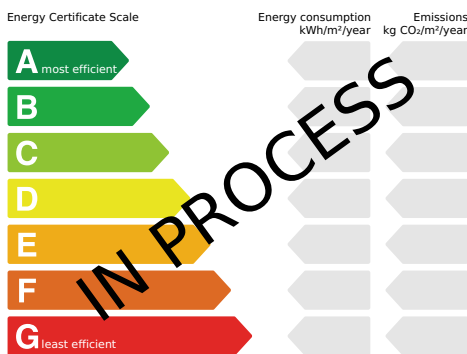 Energy Certificate Scale
Energy consumption
kWh/m²/year
Emissions
kg CO₂/m²/year
A most efficient
B
C
D
E
F
G least efficient
IN PROCESS